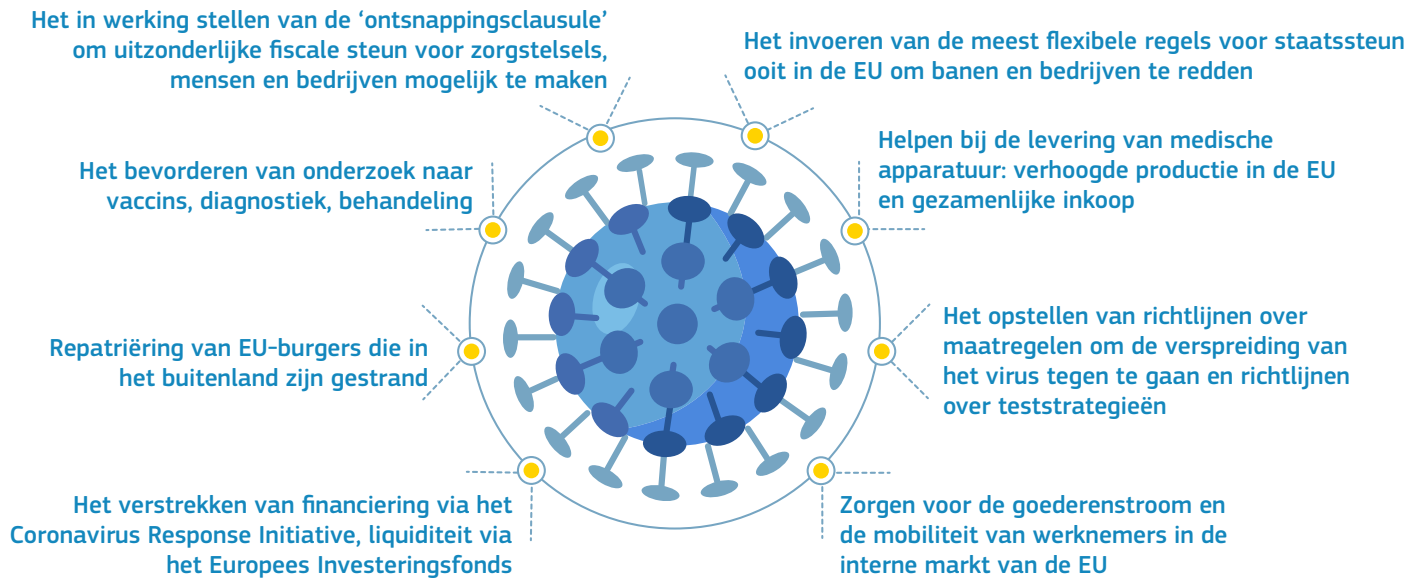 Het in werking stellen van de ‘ontsnappingsclausule’
om uitzonderlijke fiscale steun voor zorgstelsels,
mensen en bedrijven mogelijk te maken
Het invoeren van de meest flexibele regels voor staatssteun
ooit in de EU om banen en bedrijven te redden
Het bevorderen van onderzoek naar
vaccins, diagnostiek, behandeling
Helpen bij de levering van medische
apparatuur: verhoogde productie in de EU
en gezamenlijke inkoop
Repatriëring van EU-burgers die in
het buitenland zijn gestrand
Het opstellen van richtlijnen over
maatregelen om de verspreiding van
het virus tegen te gaan en richtlijnen
over teststrategieën
Het verstrekken van financiering via het
Coronavirus Response Initiative, liquiditeit via
het Europees Investeringsfonds
Zorgen voor de goederenstroom en
de mobiliteit van werknemers in de
interne markt van de EU